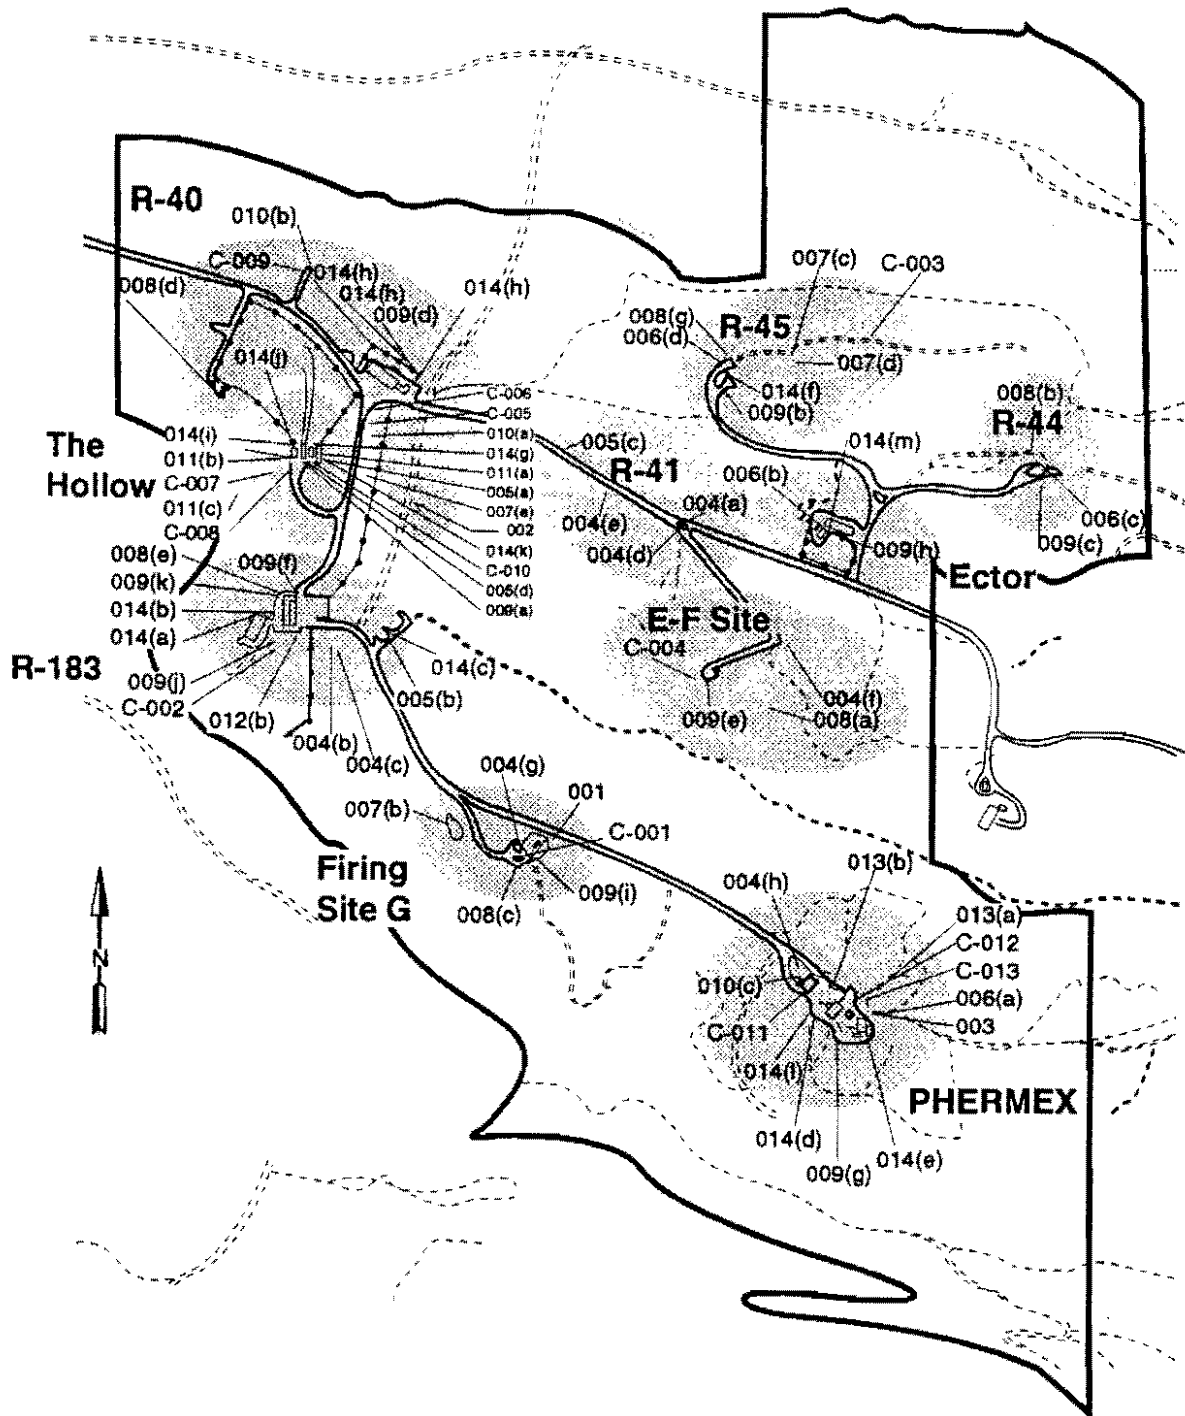 R-40
010(b)
C-009
014(h)
014(h)
014(h)
008(d)
009(d)
007(c)
C-003
008(g)
006(d)
R-45
007(d)
014(j)
014(f)
009(b)
C-006
C-005
008(b)
R-44
014(i)
010(a)
005(c)
014(m)
The
Hollow
011(b)
014(g)
R-41
C-007
011(a)
006(b)
011(c)
005(a)
004(a)
C-008
007(e)
004(e)
006(c)
002
004(d)
009(h)
009(c)
008(e)
014(k)
009(f)
C-010
Ector
009(k)
005(d)
014(b)
009(a)
E-F Site
014(a)
C-004
R-183
014(c)
009(j)
005(b)
004(f)
C-002
012(b)
009(e)
008(a)
004(b)
004(c)
004(g)
001
007(b)
C-001
013(b)
Firing
Site G
004(h)
009(i)
008(c)
013(a)
C-012
N
C-013
010(c)
006(a)
003
C-011
014(l)
PHERMEX
014(d)
009(g)
014(e)